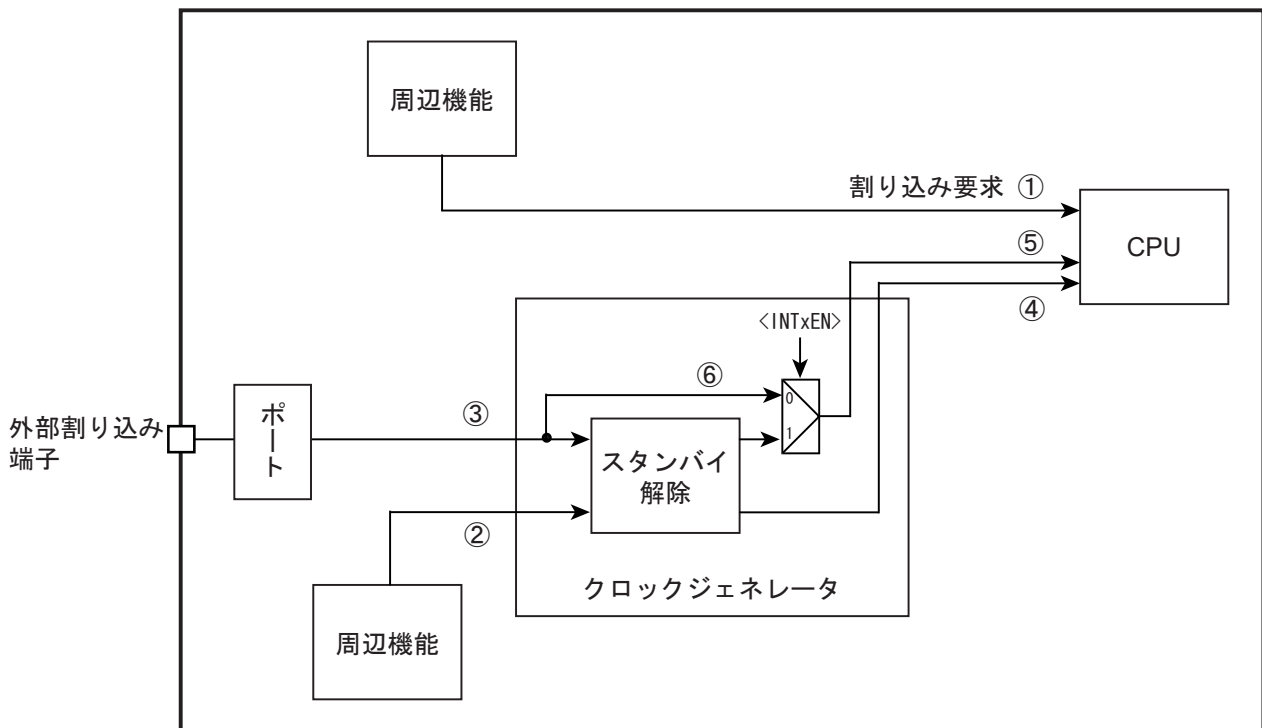 周辺機能
割り込み要求 ①
CPU
⑤
④
<INTxEN>
⑥
0
1
外部割り込み
端子
ポート
③
スタンバイ
解除
②
クロックジェネレータ
周辺機能